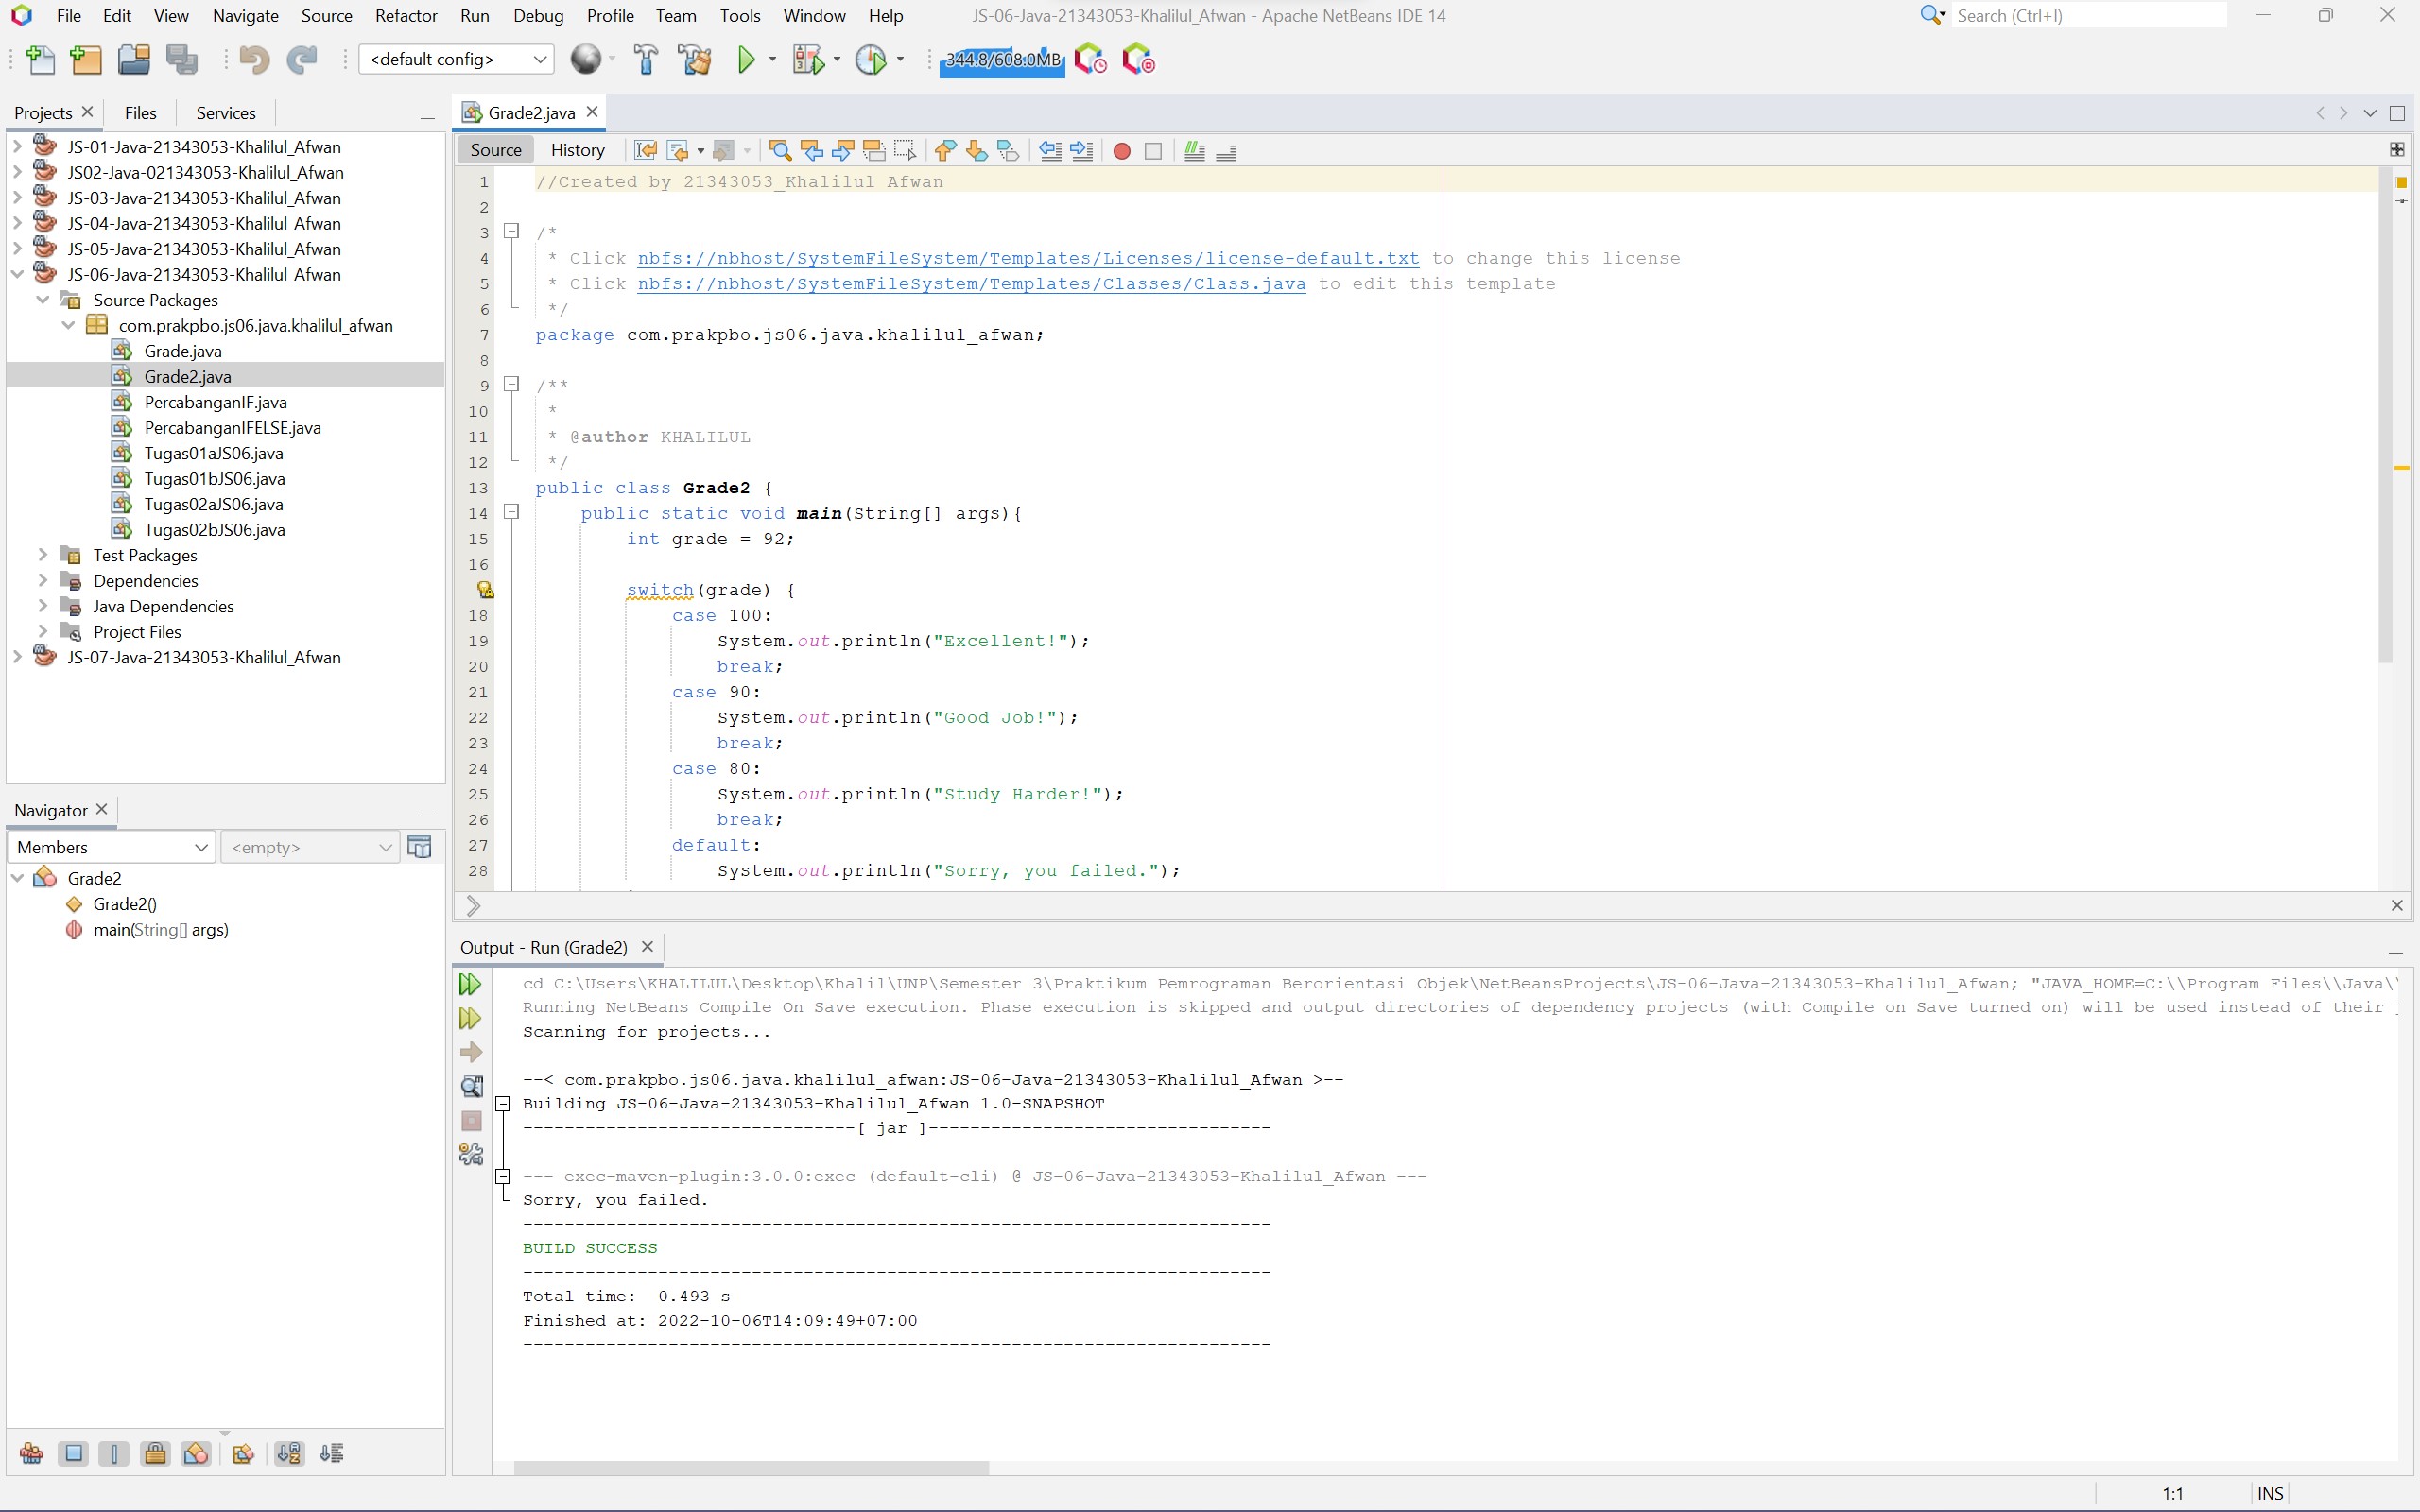 File Edit View Navigate Source Refactor Run Debug Profile Team Tools Window Help JS-06-Java-21343053-Khalilul_Afwan - Apache NetBeans IDE 14 Search (Ctrl+I)
<default config> 344.8/608.0MB
Projects Files Services
JS-01-Java-21343053-Khalilul_Afwan
JS02-Java-021343053-Khalilul_Afwan
JS-03-Java-21343053-Khalilul_Afwan
JS-04-Java-21343053-Khalilul_Afwan
JS-05-Java-21343053-Khalilul_Afwan
JS-06-Java-21343053-Khalilul_Afwan
Source Packages
com.prakpbo.js06.java.khalilul_afwan
Grade.java
Grade2.java
PercabanganIF.java
PercabanganIFELSE.java
Tugas01aJS06.java
Tugas01bJS06.java
Tugas02aJS06.java
Tugas02bJS06.java
Test Packages
Dependencies
Java Dependencies
Project Files
JS-07-Java-21343053-Khalilul_Afwan
Navigator
Members <empty>
Grade2
Grade2()
main(String[] args)
Grade2.java
Source History
1 //Created by 21343053_Khalilul Afwan
2
3 /*
4 * Click nbfs://nbhost/SystemFileSystem/Templates/Licenses/license-default.txt to change this license
5 * Click nbfs://nbhost/SystemFileSystem/Templates/Classes/Class.java to edit this template
6 */
7 package com.prakpbo.js06.java.khalilul_afwan;
8
9 /**
10 *
11 * @author KHALILUL
12 */
13 public class Grade2 {
14 public static void main(String[] args){
15 int grade = 92;
16
switch(grade) {
18 case 100:
19 System.out.println("Excellent!");
20 break;
21 case 90:
22 System.out.println("Good Job!");
23 break;
24 case 80:
25 System.out.println("Study Harder!");
26 break;
27 default:
28 System.out.println("Sorry, you failed.");
Output - Run (Grade2)
cd C:\Users\KHALILUL\Desktop\Khalil\UNP\Semester 3\Praktikum Pemrograman Berorientasi Objek\NetBeansProjects\JS-06-Java-21343053-Khalilul_Afwan; "JAVA_HOME=C:\\Program Files\\Java\\
Running NetBeans Compile On Save execution. Phase execution is skipped and output directories of dependency projects (with Compile on Save turned on) will be used instead of their
Scanning for projects...
--< com.prakpbo.js06.java.khalilul_afwan:JS-06-Java-21343053-Khalilul_Afwan >--
Building JS-06-Java-21343053-Khalilul_Afwan 1.0-SNAPSHOT
--------------------------------[ jar ]---------------------------------
--- exec-maven-plugin:3.0.0:exec (default-cli) @ JS-06-Java-21343053-Khalilul_Afwan ---
Sorry, you failed.
------------------------------------------------------------------------
BUILD SUCCESS
------------------------------------------------------------------------
Total time:  0.493 s
Finished at: 2022-10-06T14:09:49+07:00
------------------------------------------------------------------------
1:1 INS